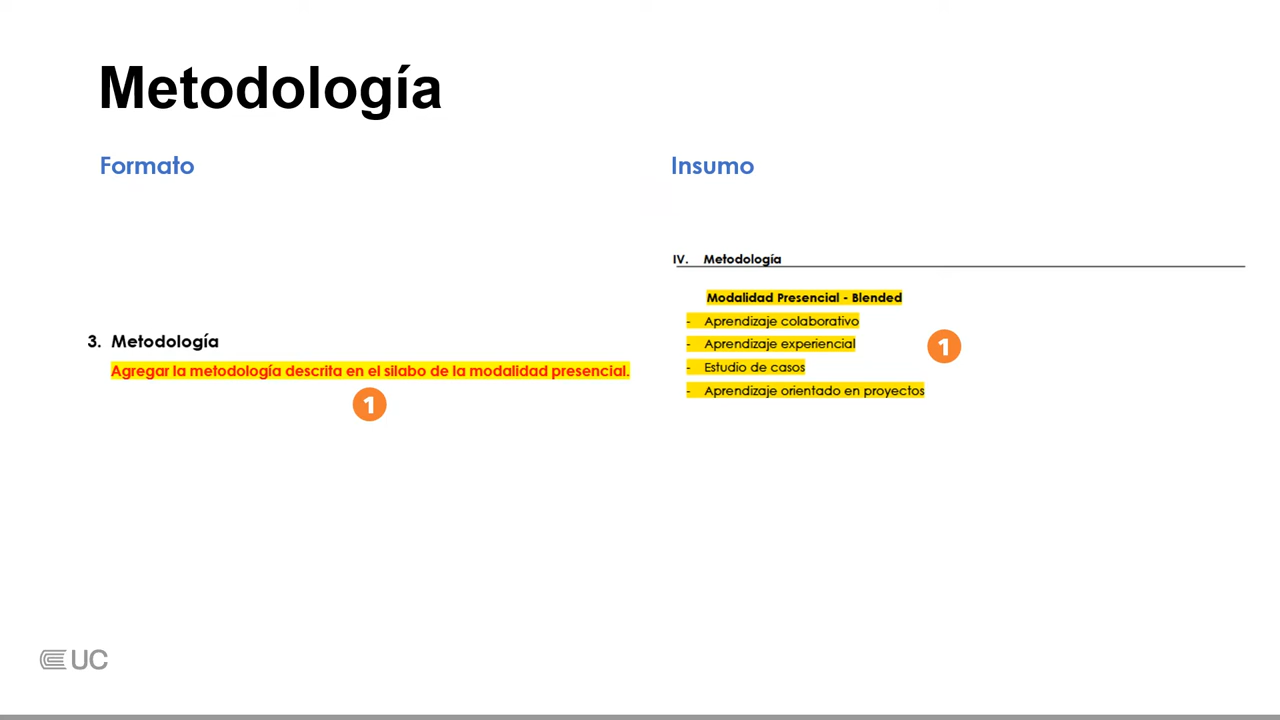 Metodología
Formato
3. Metodología
Agregar la metodología descrita en el silabo de la modalidad presencial.
1
Insumo
IV. Metodología
Modalidad Presencial - Blended
- Aprendizaje colaborativo
- Aprendizaje experiencial
- Estudio de casos
- Aprendizaje orientado en proyectos
1
UC